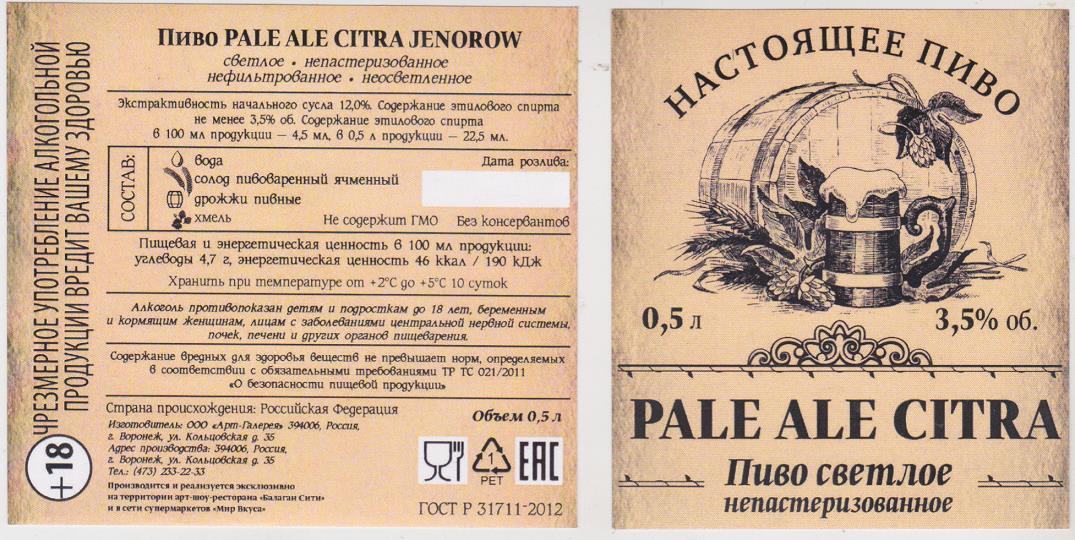 ЧРЕЗМЕРНОЕ УПОТРЕБЛЕНИЕ АЛКОГОЛЬНОЙ
ПРОДУКЦИИ ВРЕДИТ ВАШЕМУ ЗДОРОВЬЮ
+18
Пиво PALE ALE CITRA JENOROW
светлое • непастеризованное
нефильтрованное • неосветленное
Экстрактивность начального сусла 12,0%. Содержание этилового спирта
не менее 3,5% об. Содержание этилового спирта
в 100 мл продукции — 4,5 мл, в 0,5 л продукции — 22,5 мл.
СОСТАВ:
вода
солод пивоваренный ячменный
дрожжи пивные
хмель
Дата розлива:
Не содержит ГМО Без консервантов
Пищевая и энергетическая ценность в 100 мл продукции:
углеводы 4,7 г, энергетическая ценность 46 ккал / 190 кДж
Хранить при температуре от +2°С до +5°С 10 суток
Алкоголь противопоказан детям и подросткам до 18 лет, беременным
и кормящим женщинам, лицам с заболеваниями центральной нервной системы,
почек, печени и других органов пищеварения.
Содержание вредных для здоровья веществ не превышает норм, определяемых
в соответствии с обязательными требованиями ТР ТС 021/2011
«О безопасности пищевой продукции»
Страна происхождения: Российская Федерация
Изготовитель: ООО «Арт-Галерея» 394006, Россия,
г. Воронеж, ул. Кольцовская д. 35
Адрес производства: 394006, Россия,
г. Воронеж, ул. Кольцовская д. 35
Тел.: (473) 233-22-33
Производится и реализуется эксклюзивно
на территории арт-шоу-ресторана «Балаган Сити»
и в сети супермаркетов «Мир Вкуса»
Объем 0,5 л
1
PET
EAC
ГОСТ Р 31711-2012
НАСТОЯЩЕЕ ПИВО
0,5 л
3,5% об.
PALE ALE CITRA
Пиво светлое
непастеризованное